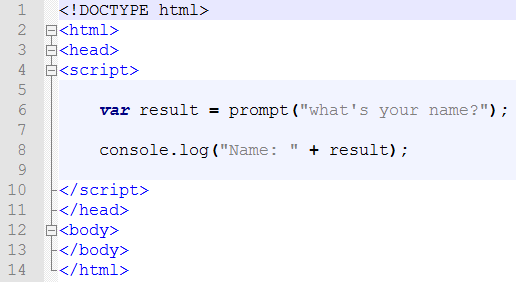 1 <!DOCTYPE html>
2 <html>
3 <head>
4 <script>
5
6 var result = prompt("what's your name?");
7
8 console.log("Name: " + result);
9
10 </script>
11 </head>
12 <body>
13 </body>
14 </html>